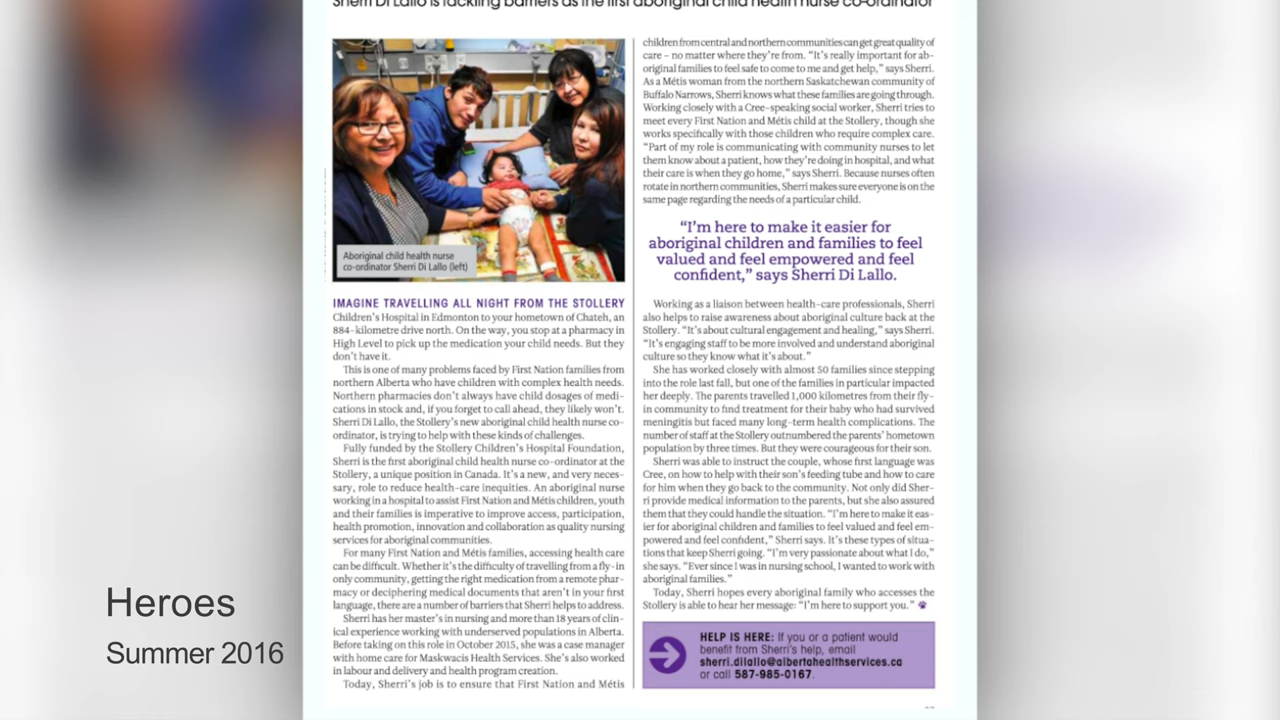 Sherri Di Lallo is tackling barriers as the first aboriginal child health nurse co-ordinator
Aboriginal child health nurse
co-ordinator Sherri Di Lallo (left)
IMAGINE TRAVELLING ALL NIGHT FROM THE STOLLERY
Children's Hospital in Edmonton to your hometown of Chateh, an
884-kilometre drive north. On the way, you stop at a pharmacy in
High Level to pick up the medication your child needs. But they
don't have it.
This is one of many problems faced by First Nation families from
northern Alberta who have children with complex health needs.
Northern pharmacies don't always have child dosages of medi-
cations in stock and, if you forget to call ahead, they likely won't.
Sherri Di Lallo, the Stollery's new aboriginal child health nurse co-
ordinator, is trying to help with these kinds of challenges.
Fully funded by the Stollery Children's Hospital Foundation,
Sherri is the first aboriginal child health nurse co-ordinator at the
Stollery, a unique position in Canada. It's a new, and very neces-
sary, role to reduce health-care inequities. An aboriginal nurse
working in a hospital to assist First Nation and Métis children, youth
and their families is imperative to improve access, participation,
health promotion, innovation and collaboration as quality nursing
services for aboriginal communities.
For many First Nation and Métis families, accessing health care
can be difficult. Whether it's the difficulty of travelling from a fly-in
only community, getting the right medication from a remote phar-
macy or deciphering medical documents that aren't in your first
language, there are a number of barriers that Sherri helps to address.
Sherri has her master's in nursing and more than 18 years of clin-
ical experience working with underserved populations in Alberta.
Before taking on this role in October 2015, she was a case manager
with home care for Maskwacis Health Services. She's also worked
in labour and delivery and health program creation.
Today, Sherri's job is to ensure that First Nation and Métis
children from central and northern communities can get great quality of
care – no matter where they're from. "It's really important for ab-
original families to feel safe to come to me and get help," says Sherri.
As a Métis woman from the northern Saskatchewan community of
Buffalo Narrows, Sherri knows what these families are going through.
Working closely with a Cree-speaking social worker, Sherri tries to
meet every First Nation and Métis child at the Stollery, though she
works specifically with those children who require complex care.
"Part of my role is communicating with community nurses to let
them know about a patient, how they're doing in hospital, and what
their care is when they go home," says Sherri. Because nurses often
rotate in northern communities, Sherri makes sure everyone is on the
same page regarding the needs of a particular child.
"I'm here to make it easier for
aboriginal children and families to feel
valued and feel empowered and feel
confident," says Sherri Di Lallo.
Working as a liaison between health-care professionals, Sherri
also helps to raise awareness about aboriginal culture back at the
Stollery. "It's about cultural engagement and healing," says Sherri.
"It's engaging staff to be more involved and understand aboriginal
culture so they know what it's about."
She has worked closely with almost 50 families since stepping
into the role last fall, but one of the families in particular impacted
her deeply. The parents travelled 1,000 kilometres from their fly-
in community to find treatment for their baby who had survived
meningitis but faced many long-term health complications. The
number of staff at the Stollery outnumbered the parents' hometown
population by three times. But they were courageous for their son.
Sherri was able to instruct the couple, whose first language was
Cree, on how to help with their son's feeding tube and how to care
for him when they go back to the community. Not only did Sher-
ri provide medical information to the parents, but she also assured
them that they could handle the situation. "I'm here to make it eas-
ier for aboriginal children and families to feel valued and feel em-
powered and feel confident," Sherri says. It's these types of situa-
tions that keep Sherri going. "I'm very passionate about what I do,"
she says. "Ever since I was in nursing school, I wanted to work with
aboriginal families."
Today, Sherri hopes every aboriginal family who accesses the
Stollery is able to hear her message: "I'm here to support you."
HELP IS HERE: If you or a patient would
benefit from Sherri's help, email
sherri.dilallo@albertahealthservices.ca
or call 587-985-0167.
Heroes
Summer 2016